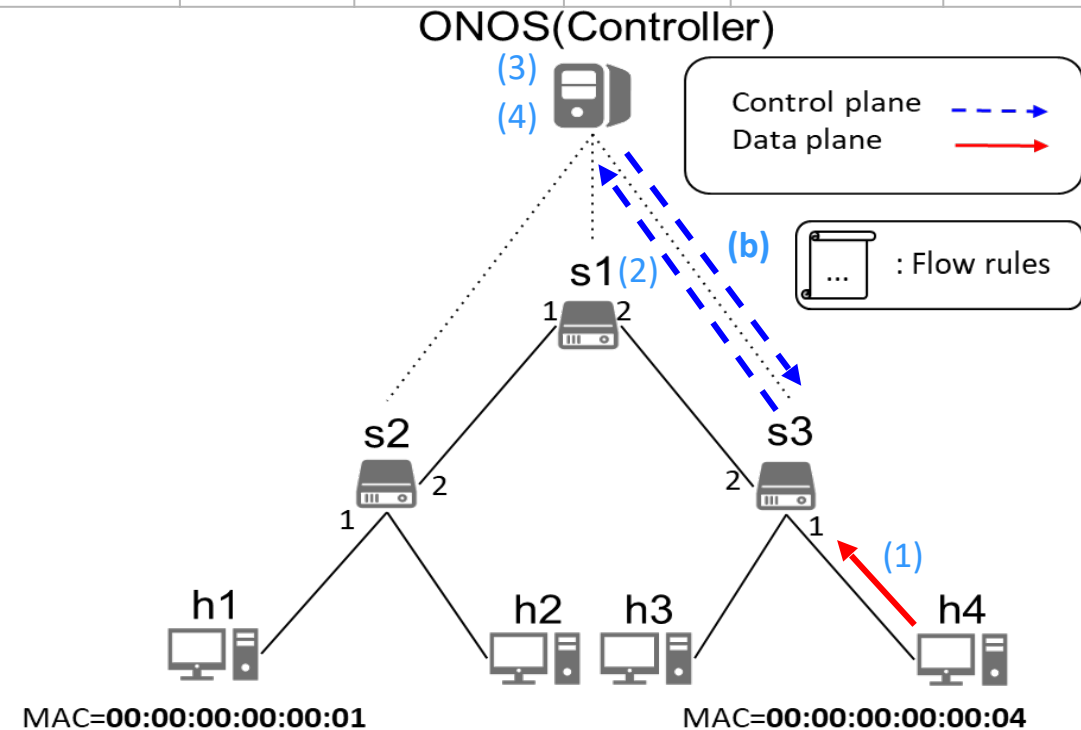 ONOS(Controller)
(3)
(4)
Control plane
Data plane
(b)
... : Flow rules
s1 (2)
1 2
s2
s3
2
2
1
1
(1)
h1
h2
h3
h4
MAC=00:00:00:00:00:01
MAC=00:00:00:00:00:04